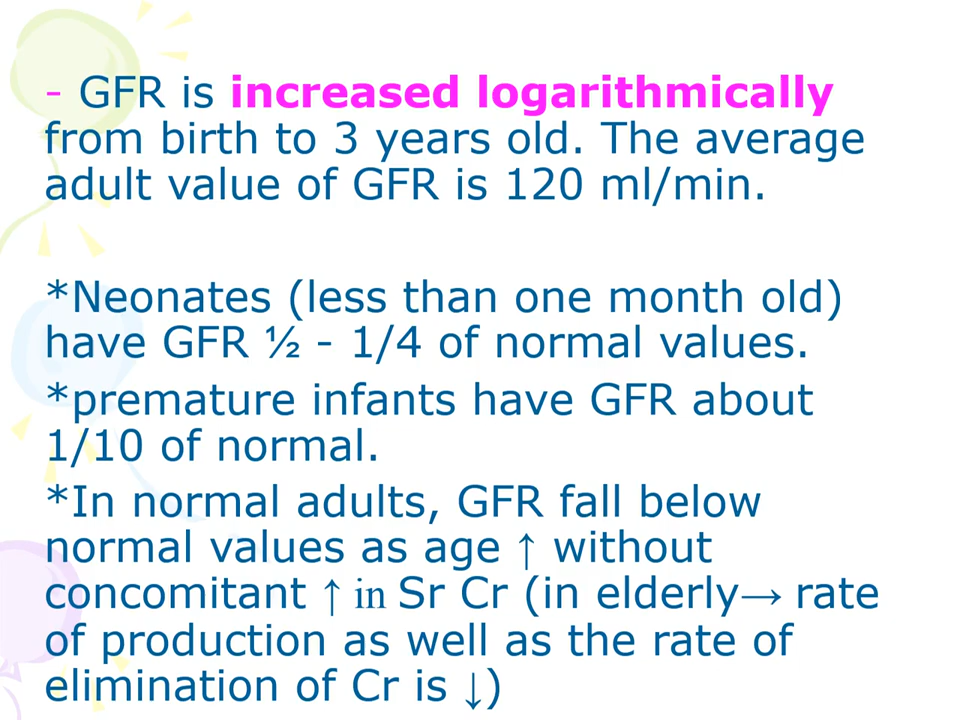 - GFR is increased logarithmically
from birth to 3 years old. The average
adult value of GFR is 120 ml/min.
*Neonates (less than one month old)
have GFR ½ - 1/4 of normal values.
*premature infants have GFR about
1/10 of normal.
*In normal adults, GFR fall below
normal values as age ↑ without
concomitant ↑ in Sr Cr (in elderly→ rate
of production as well as the rate of
elimination of Cr is ↓)